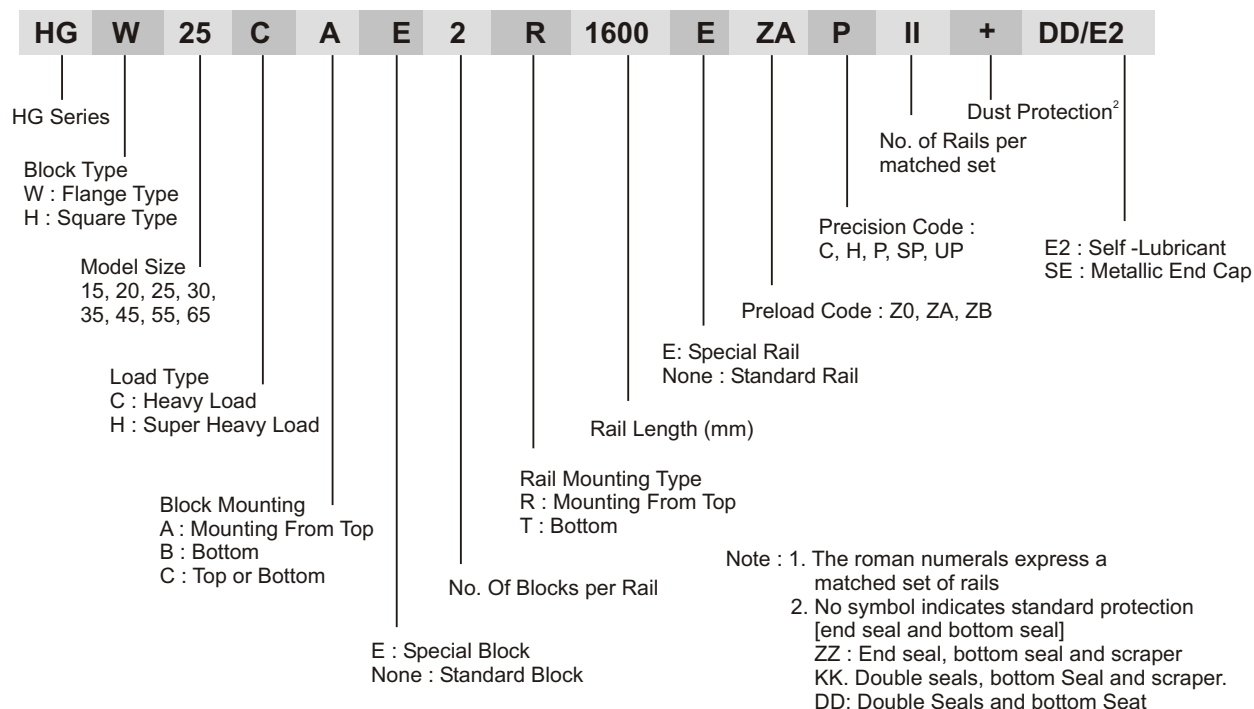 HG W 25 C A E 2 R 1600 E ZA P II + DD/E2
HG Series
Dust Protection2
No. of Rails per
matched set
Block Type
W : Flange Type
H : Square Type
Precision Code :
C, H, P, SP, UP
E2 : Self -Lubricant
SE : Metallic End Cap
Model Size
15, 20, 25, 30,
35, 45, 55, 65
Preload Code : Z0, ZA, ZB
E: Special Rail
None : Standard Rail
Load Type
C : Heavy Load
H : Super Heavy Load
Rail Length (mm)
Rail Mounting Type
R : Mounting From Top
T : Bottom
Block Mounting
A : Mounting From Top
B : Bottom
C : Top or Bottom
No. Of Blocks per Rail
E : Special Block
None : Standard Block
Note : 1. The roman numerals express a
matched set of rails
2. No symbol indicates standard protection
[end seal and bottom seal]
ZZ : End seal, bottom seal and scraper
KK. Double seals, bottom Seal and scraper.
DD: Double Seals and bottom Seat